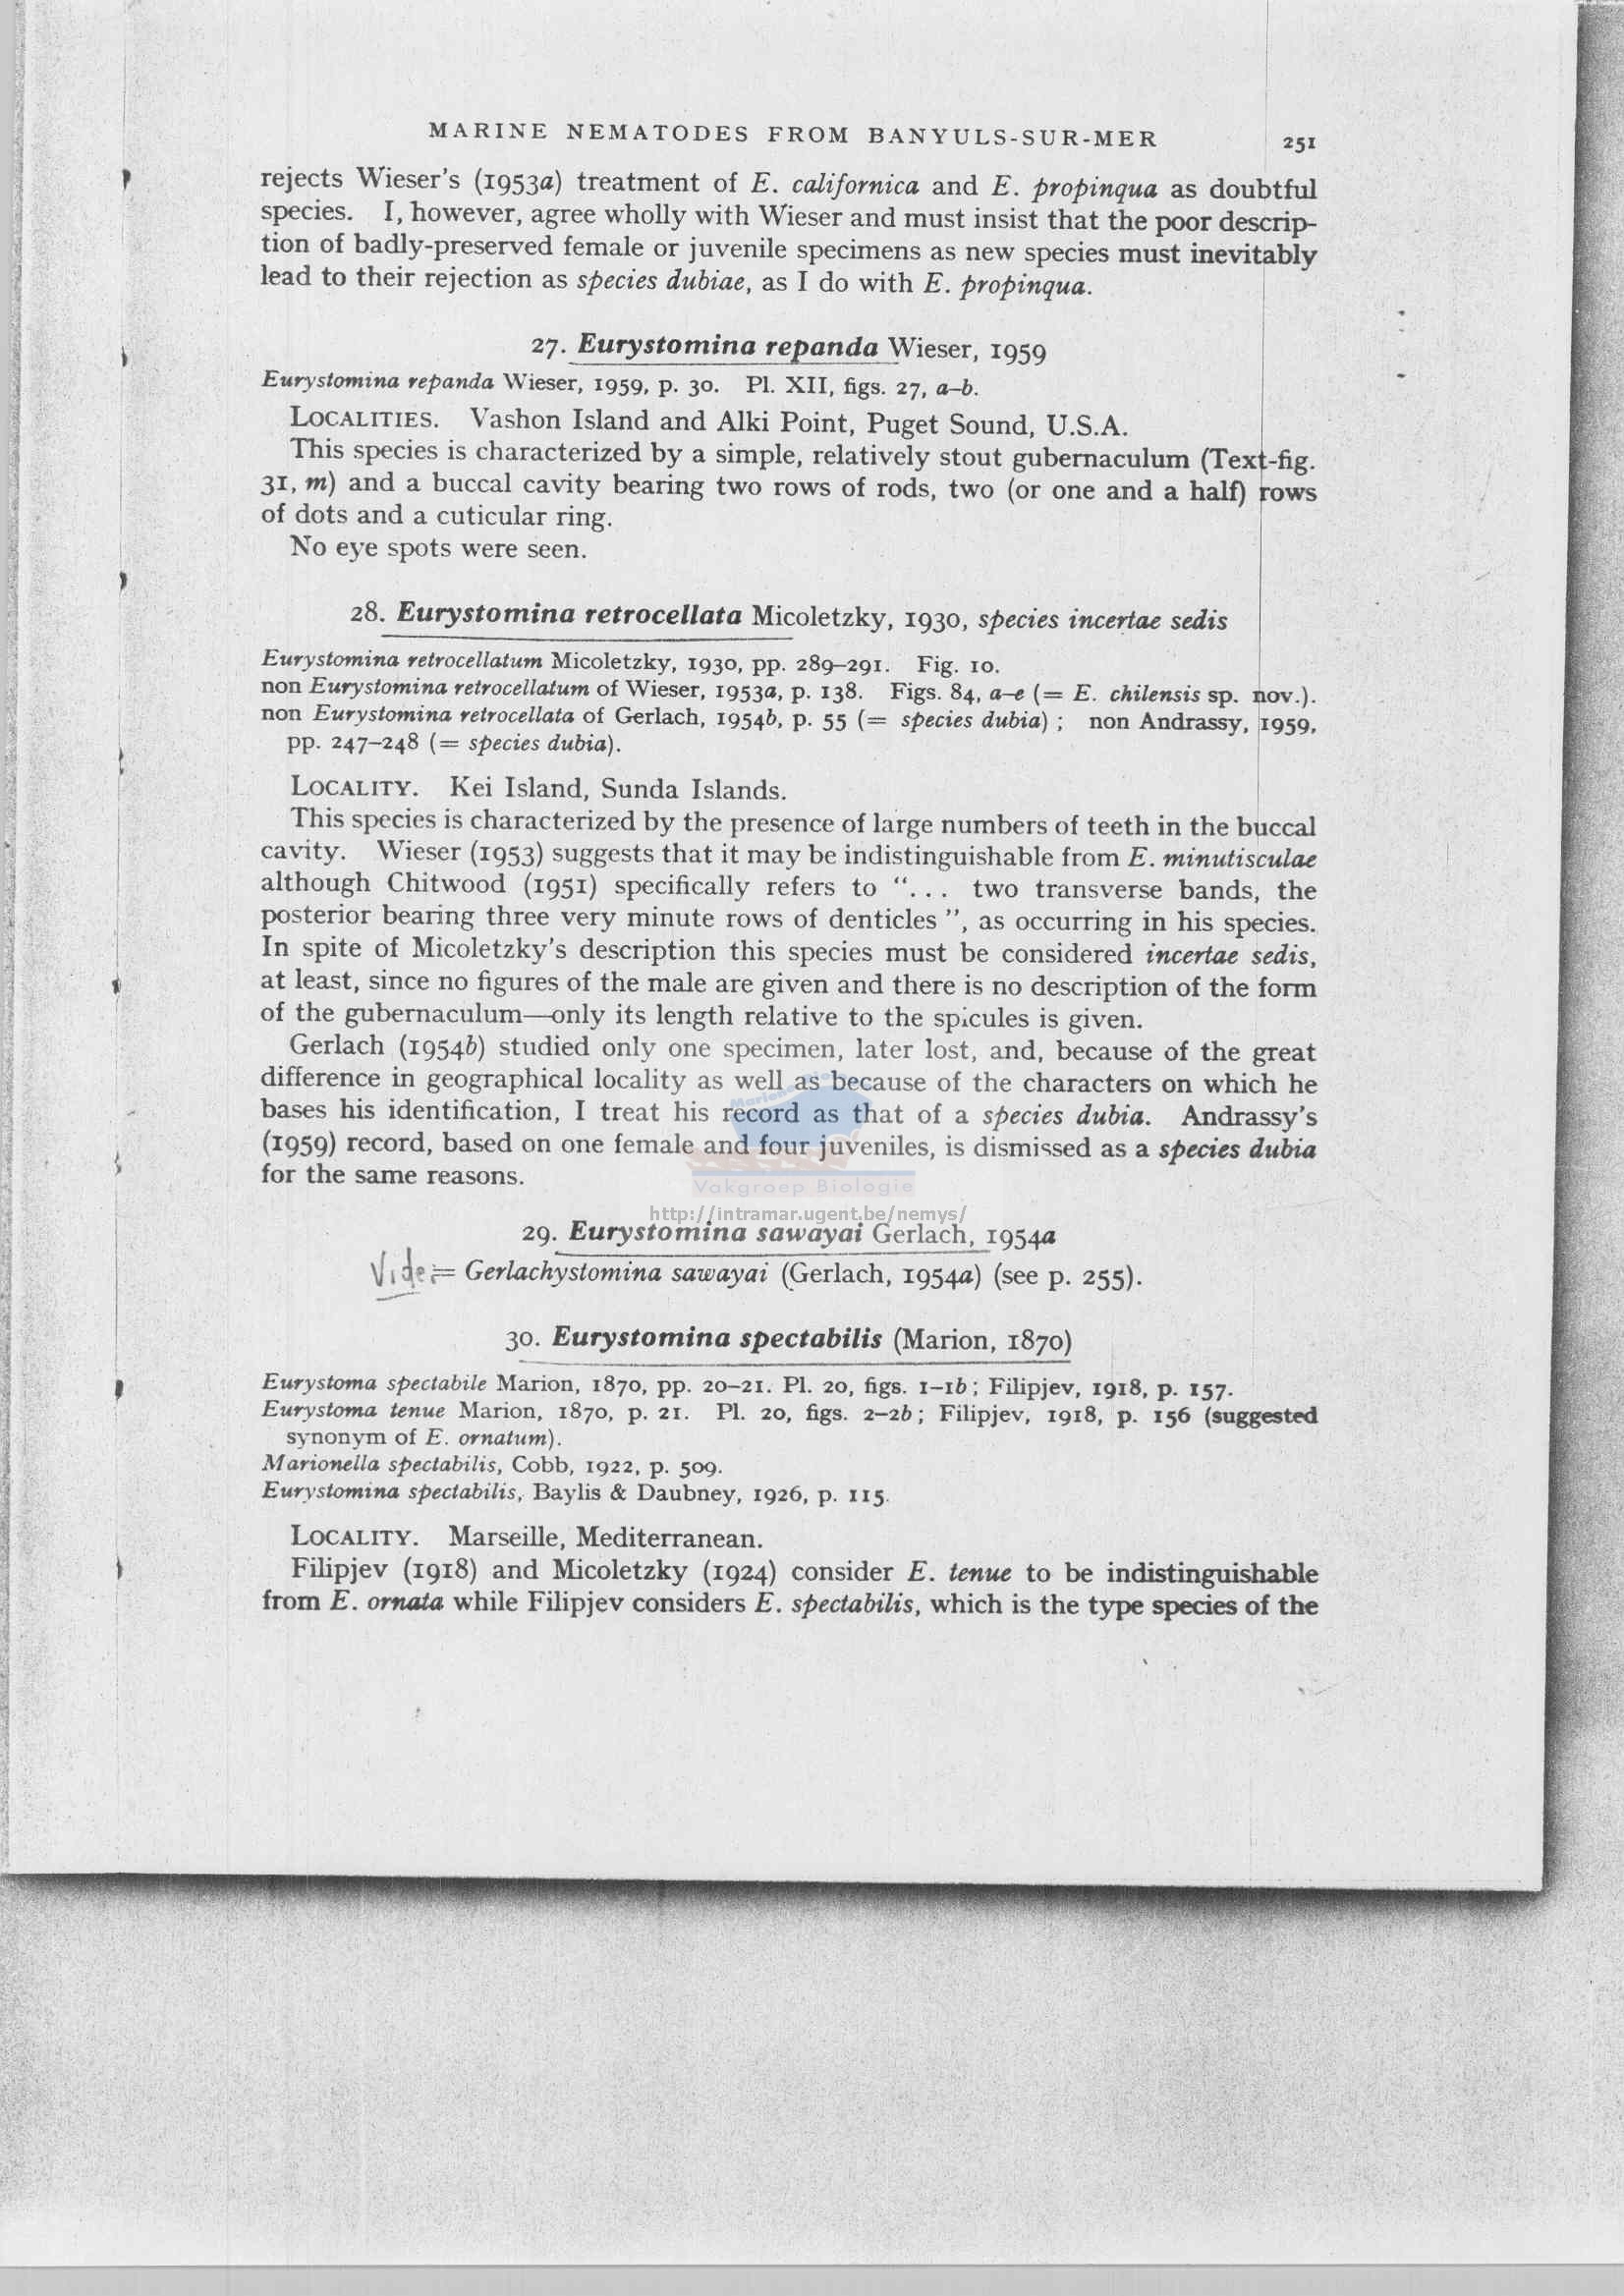 MARINE NEMATODES FROM BANYULS-SUR-MER 251
rejects Wieser's (1953a) treatment of E. californica and E. propinqua as doubtful
species. I, however, agree wholly with Wieser and must insist that the poor descrip-
tion of badly-preserved female or juvenile specimens as new species must inevitably
lead to their rejection as species dubiae, as I do with E. propinqua.
27. Eurystomina repanda Wieser, 1959
Eurystomina repanda Wieser, 1959, p. 30. Pl. XII, figs. 27, a–b.
LOCALITIES. Vashon Island and Alki Point, Puget Sound, U.S.A.
This species is characterized by a simple, relatively stout gubernaculum (Text-fig.
31, m) and a buccal cavity bearing two rows of rods, two (or one and a half) rows
of dots and a cuticular ring.
No eye spots were seen.
28. Eurystomina retrocellata Micoletzky, 1930, species incertae sedis
Eurystomina retrocellatum Micoletzky, 1930, pp. 289–291. Fig. 10.
non Eurystomina retrocellatum of Wieser, 1953a, p. 138. Figs. 84, a–e (= E. chilensis sp. nov.).
non Eurystomina retrocellata of Gerlach, 1954b, p. 55 (= species dubia) ; non Andrassy, 1959,
pp. 247–248 (= species dubia).
LOCALITY. Kei Island, Sunda Islands.
This species is characterized by the presence of large numbers of teeth in the buccal
cavity. Wieser (1953) suggests that it may be indistinguishable from E. minutisculae
although Chitwood (1951) specifically refers to "... two transverse bands, the
posterior bearing three very minute rows of denticles", as occurring in his species.
In spite of Micoletzky's description this species must be considered incertae sedis,
at least, since no figures of the male are given and there is no description of the form
of the gubernaculum—only its length relative to the spicules is given.
Gerlach (1954b) studied only one specimen, later lost, and, because of the great
difference in geographical locality as well as because of the characters on which he
bases his identification, I treat his record as that of a species dubia. Andrassy's
(1959) record, based on one female and four juveniles, is dismissed as a species dubia
for the same reasons.
Vakgroep Biologie
http://intramar.ugent.be/nemys/
29. Eurystomina sawayai Gerlach, 1954a
Vide = Gerlachystomina sawayai (Gerlach, 1954a) (see p. 255).
30. Eurystomina spectabilis (Marion, 1870)
Eurystoma spectabile Marion, 1870, pp. 20–21. Pl. 20, figs. 1–1b ; Filipjev, 1918, p. 157.
Eurystoma tenue Marion, 1870, p. 21. Pl. 20, figs. 2–2b ; Filipjev, 1918, p. 156 (suggested
synonym of E. ornatum).
Marionella spectabilis, Cobb, 1922, p. 509.
Eurystomina spectabilis, Baylis & Daubney, 1926, p. 115.
LOCALITY. Marseille, Mediterranean.
Filipjev (1918) and Micoletzky (1924) consider E. tenue to be indistinguishable
from E. ornata while Filipjev considers E. spectabilis, which is the type species of the